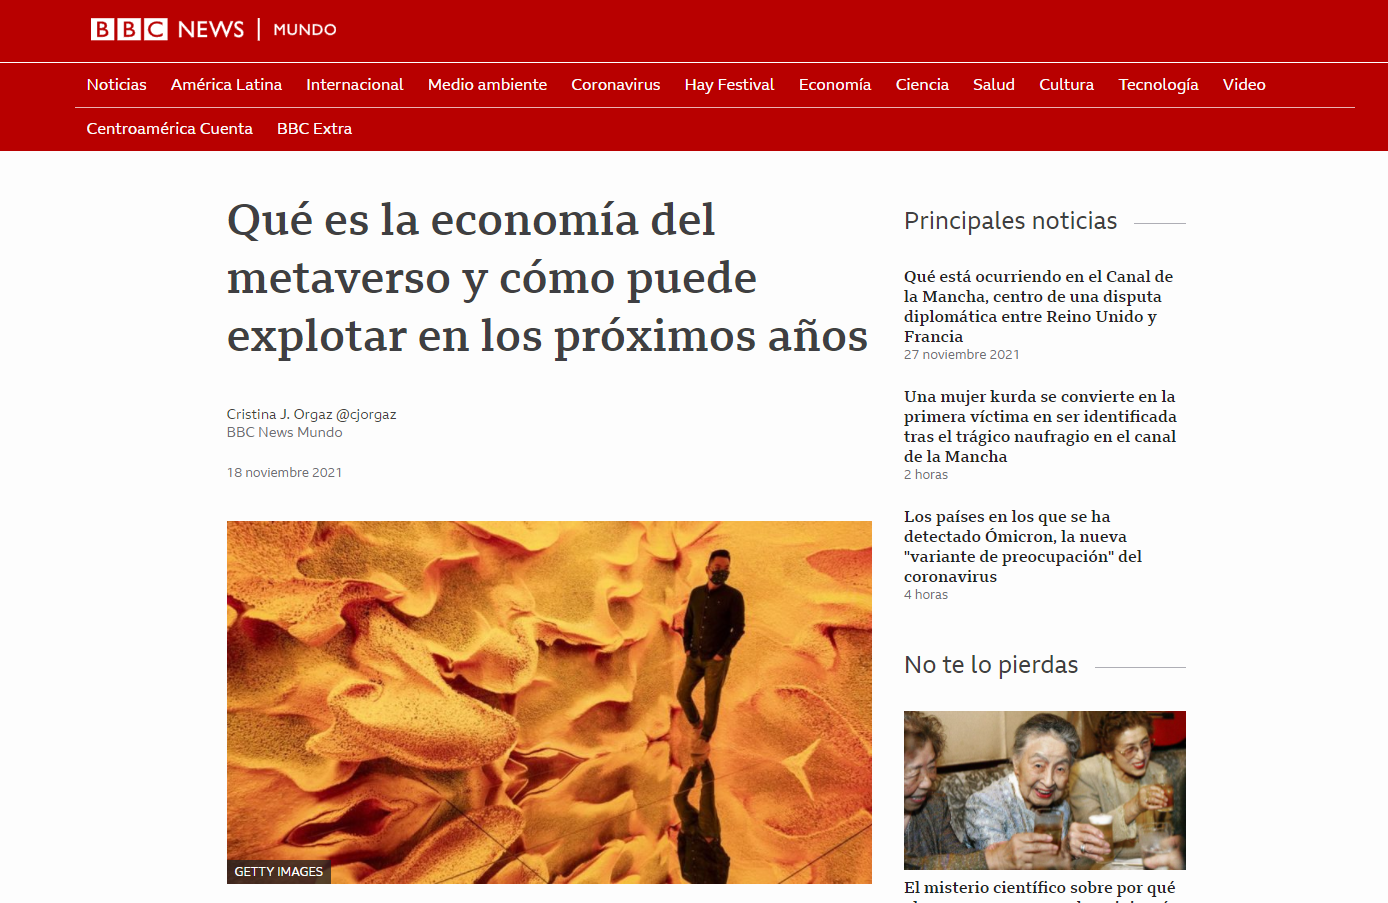 BBC NEWS | MUNDO
Noticias América Latina Internacional Medio ambiente Coronavirus Hay Festival Economía Ciencia Salud Cultura Tecnología Video
Centroamérica Cuenta BBC Extra
Qué es la economía del
metaverso y cómo puede
explotar en los próximos años
Cristina J. Orgaz @cjorgaz
BBC News Mundo
18 noviembre 2021
GETTY IMAGES
Principales noticias
Qué está ocurriendo en el Canal de
la Mancha, centro de una disputa
diplomática entre Reino Unido y
Francia
27 noviembre 2021
Una mujer kurda se convierte en la
primera víctima en ser identificada
tras el trágico naufragio en el canal
de la Mancha
2 horas
Los países en los que se ha
detectado Ómicron, la nueva
"variante de preocupación" del
coronavirus
4 horas
No te lo pierdas
El misterio científico sobre por qué